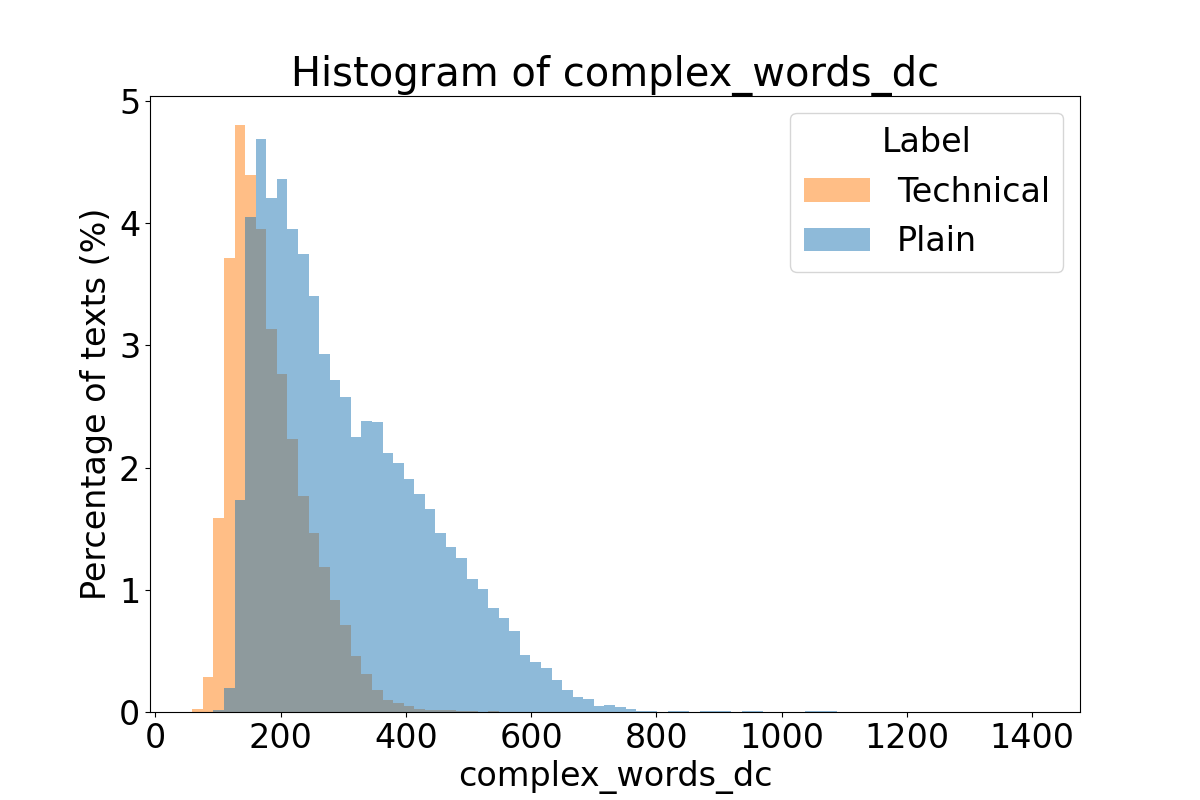 Histogram of complex_words_dc
Label
Technical
Plain
Percentage of texts (%)
5
4
3
2
1
0
0 200 400 600 800 1000 1200 1400
complex_words_dc